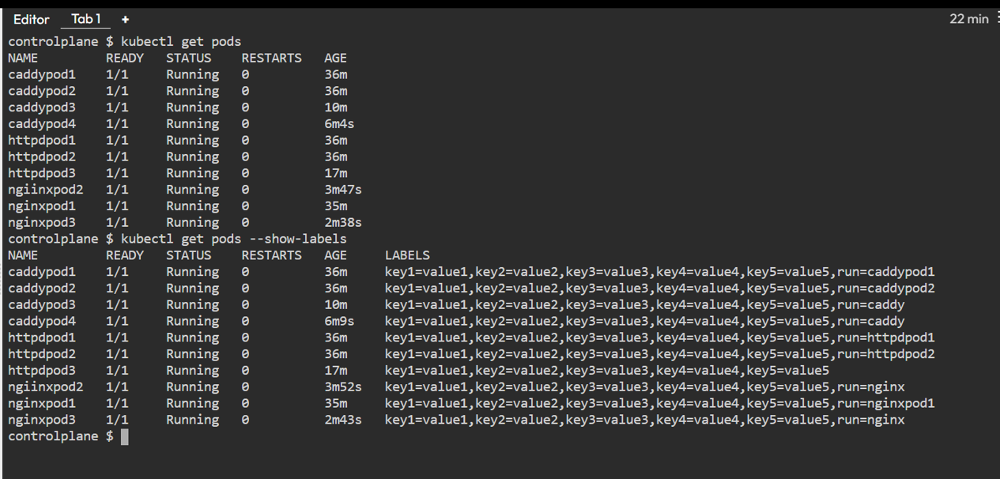 Editor Tab 1 + 22 min
controlplane $ kubectl get pods
NAME READY STATUS RESTARTS AGE
caddypod1 1/1 Running 0 36m
caddypod2 1/1 Running 0 36m
caddypod3 1/1 Running 0 10m
caddypod4 1/1 Running 0 6m4s
httpdpod1 1/1 Running 0 36m
httpdpod2 1/1 Running 0 36m
httpdpod3 1/1 Running 0 17m
ngiinxpod2 1/1 Running 0 3m47s
nginxpod1 1/1 Running 0 35m
nginxpod3 1/1 Running 0 2m38s
controlplane $ kubectl get pods --show-labels
NAME READY STATUS RESTARTS AGE LABELS
caddypod1 1/1 Running 0 36m key1=value1,key2=value2,key3=value3,key4=value4,key5=value5,run=caddypod1
caddypod2 1/1 Running 0 36m key1=value1,key2=value2,key3=value3,key4=value4,key5=value5,run=caddypod2
caddypod3 1/1 Running 0 10m key1=value1,key2=value2,key3=value3,key4=value4,key5=value5,run=caddy
caddypod4 1/1 Running 0 6m9s key1=value1,key2=value2,key3=value3,key4=value4,key5=value5,run=caddy
httpdpod1 1/1 Running 0 36m key1=value1,key2=value2,key3=value3,key4=value4,key5=value5,run=httpdpod1
httpdpod2 1/1 Running 0 36m key1=value1,key2=value2,key3=value3,key4=value4,key5=value5,run=httpdpod2
httpdpod3 1/1 Running 0 17m key1=value1,key2=value2,key3=value3,key4=value4,key5=value5
ngiinxpod2 1/1 Running 0 3m52s key1=value1,key2=value2,key3=value3,key4=value4,key5=value5,run=nginx
nginxpod1 1/1 Running 0 35m key1=value1,key2=value2,key3=value3,key4=value4,key5=value5,run=nginxpod1
nginxpod3 1/1 Running 0 2m43s key1=value1,key2=value2,key3=value3,key4=value4,key5=value5,run=nginx
controlplane $